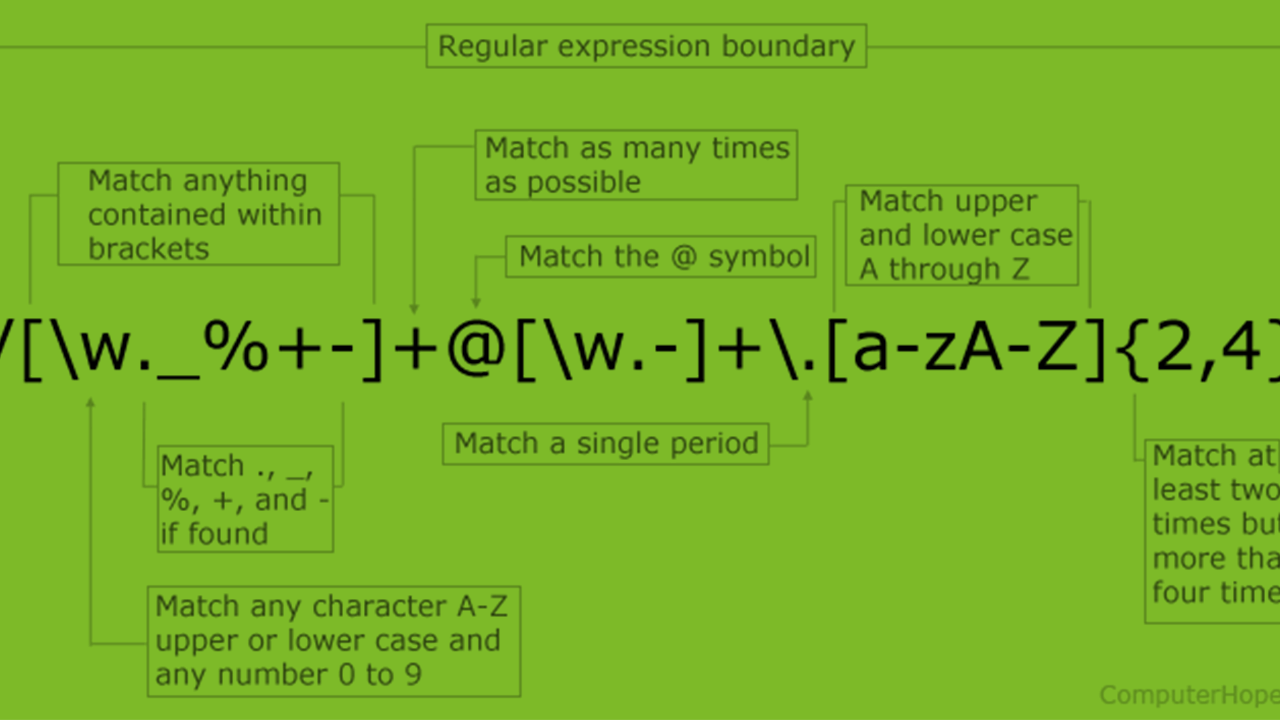 Regular expression boundary
Match as many times
as possible
Match anything
contained within
brackets
Match upper
and lower case
A through Z
Match the @ symbol
/[\w._%+-]+@[\w.-]+\.[a-zA-Z]{2,4}
Match a single period
Match ., _,
%, +, and -
if found
Match at
least two
times but
more tha
four time
Match any character A-Z
upper or lower case and
any number 0 to 9
ComputerHope